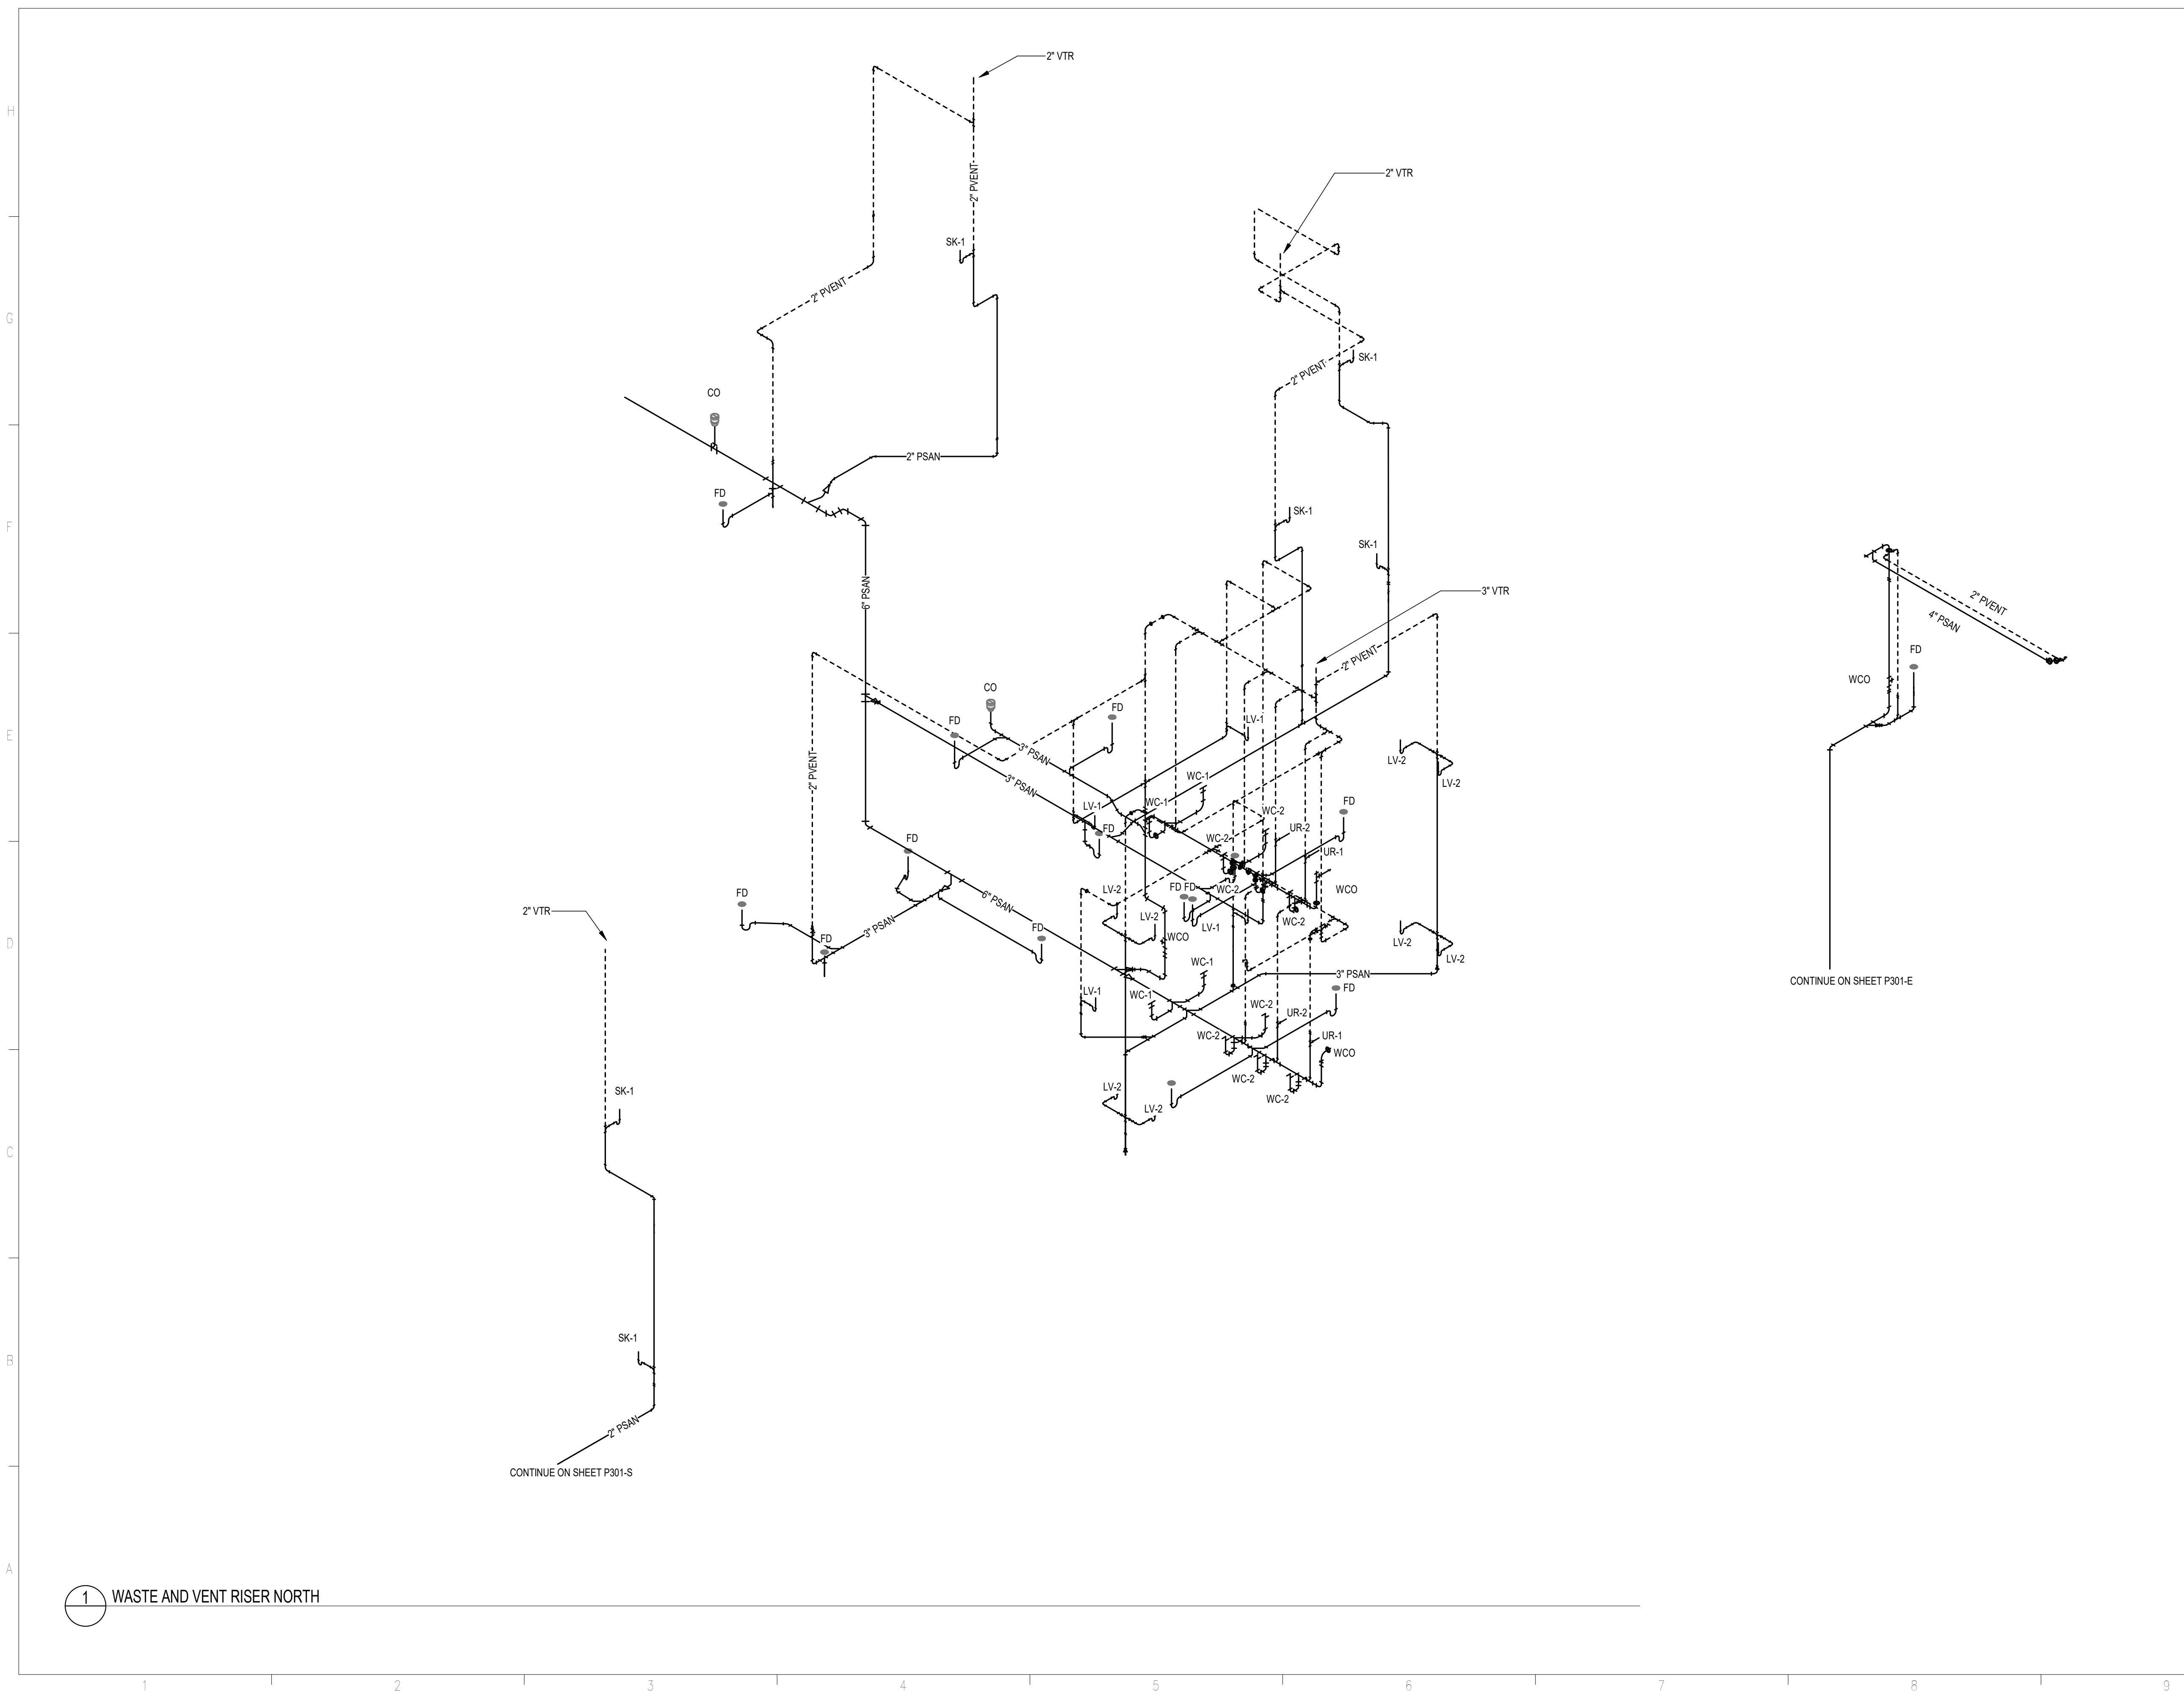 2" VTR
H
2" PVENT
2" VTR
SK-1
2" PVENT
G
SK-1
2" PVENT
CO
2" PSAN
FD
SK-1
F
SK-1
6" PSAN
3" VTR
2" PVENT
4" PSAN
2" PVENT
FD
WCO
CO
FD
FD
LV-1
E
3" PSAN
LV-2
2" PVENT
3" PSAN
WC-1
LV-2
LV-1
WC-1
FD
FD
WC-2
UR-2
FD
WC-2
UR-1
FD
6" PSAN
LV-2
FD FD
WC-2
WCO
FD
2" VTR
LV-2
LV-1
WC-2
3" PSAN
FD
FD
WCO
LV-2
D
LV-2
WC-1
3" PSAN
CONTINUE ON SHEET P301-E
LV-1
WC-1
FD
WC-2
UR-2
WC-2
UR-1
WCO
WC-2
LV-2
SK-1
WC-2
LV-2
C
SK-1
B
2" PSAN
CONTINUE ON SHEET P301-S
A
1
WASTE AND VENT RISER NORTH
1 2 3 4 5 6 7 8 9